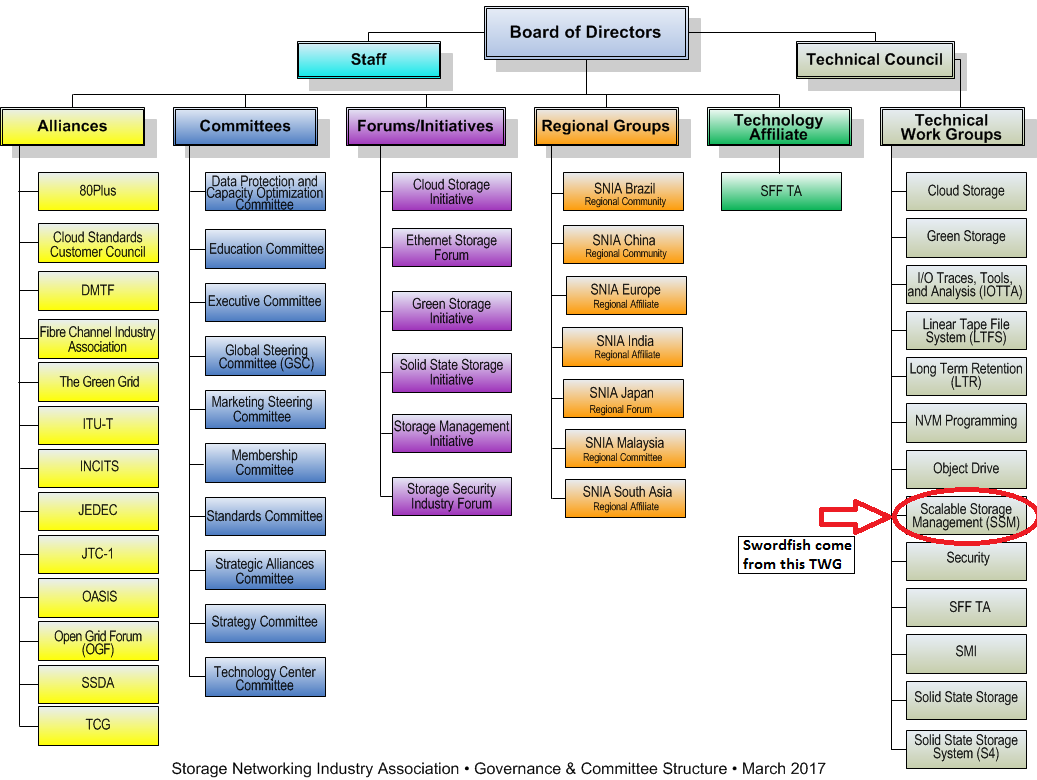 Board of Directors
Staff
Technical Council
Alliances
Committees
Forums/Initiatives
Regional Groups
Technology
Affiliate
Technical
Work Groups
80Plus
Cloud Standards
Customer Council
DMTF
Fibre Channel Industry
Association
The Green Grid
ITU-T
INCITS
JEDEC
JTC-1
OASIS
Open Grid Forum
(OGF)
SSDA
TCG
Data Protection and
Capacity Optimization
Committee
Education Committee
Executive Committee
Global Steering
Committee (GSC)
Marketing Steering
Committee
Membership
Committee
Standards Committee
Strategic Alliances
Committee
Strategy Committee
Technology Center
Committee
Cloud Storage
Initiative
Ethernet Storage
Forum
Green Storage
Initiative
Solid State Storage
Initiative
Storage Management
Initiative
Storage Security
Industry Forum
SNIA Brazil
Regional Community
SNIA China
Regional Community
SNIA Europe
Regional Affiliate
SNIA India
Regional Affiliate
SNIA Japan
Regional Forum
SNIA Malaysia
Regional Committee
SNIA South Asia
Regional Affiliate
SFF TA
Cloud Storage
Green Storage
I/O Traces, Tools,
and Analysis (IOTTA)
Linear Tape File
System (LTFS)
Long Term Retention
(LTR)
NVM Programming
Object Drive
Scalable Storage
Management (SSM)
Security
SFF TA
SMI
Solid State Storage
Solid State Storage
System (S4)
Swordfish come
from this TWG
Storage Networking Industry Association • Governance & Committee Structure • March 2017